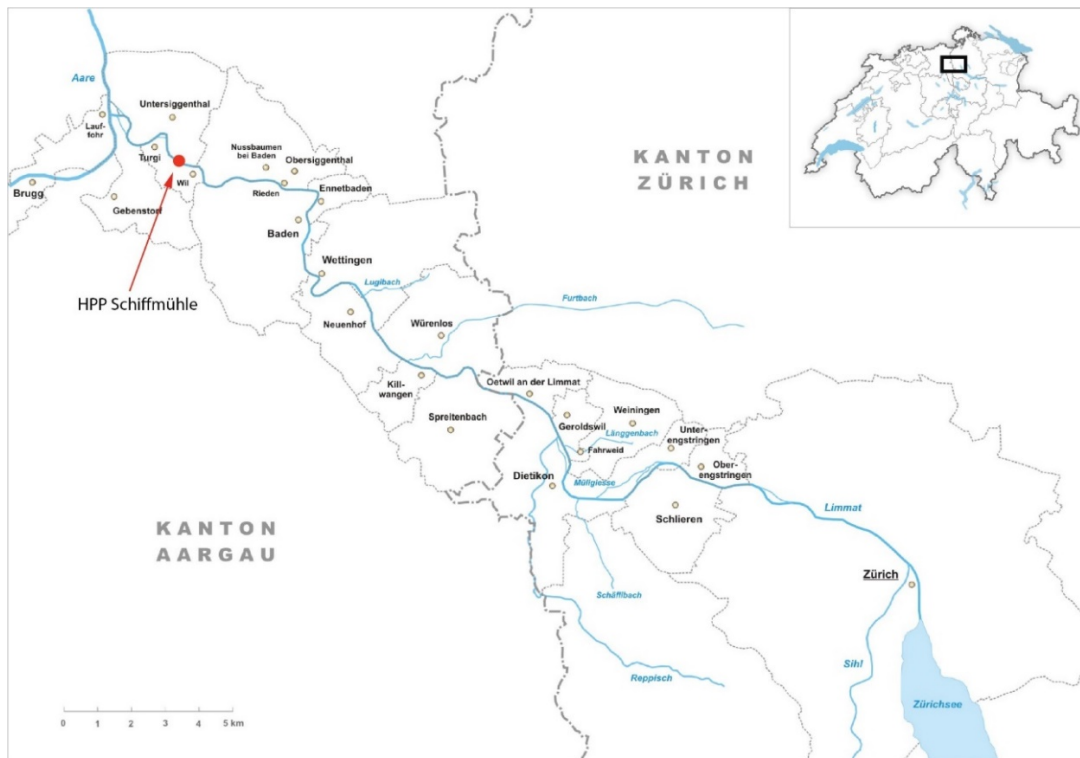 Aare
Untersiggenthal
Lauf-
fohr
Turgi
Nussbaumen
bei Baden
Obersiggenthal
Wil
Rieden
Ennetbaden
Brugg
Gebenstorf
Baden
KANTON
ZÜRICH
HPP Schiffmühle
Wettingen
Lugibach
Furtbach
Neuenhof
Würenlos
Kill-
wangen
Oetwil an der Limmat
Spreitenbach
Geroldswil
Weiningen
Länggenbach
Unter-
engstringen
Fahrweid
Ober-
engstringen
Dietikon
Müligiesse
Schlieren
Limmat
KANTON
AARGAU
Zürich
Schäflibach
Reppisch
Sihl
Zürichsee
0 1 2 3 4 5 km